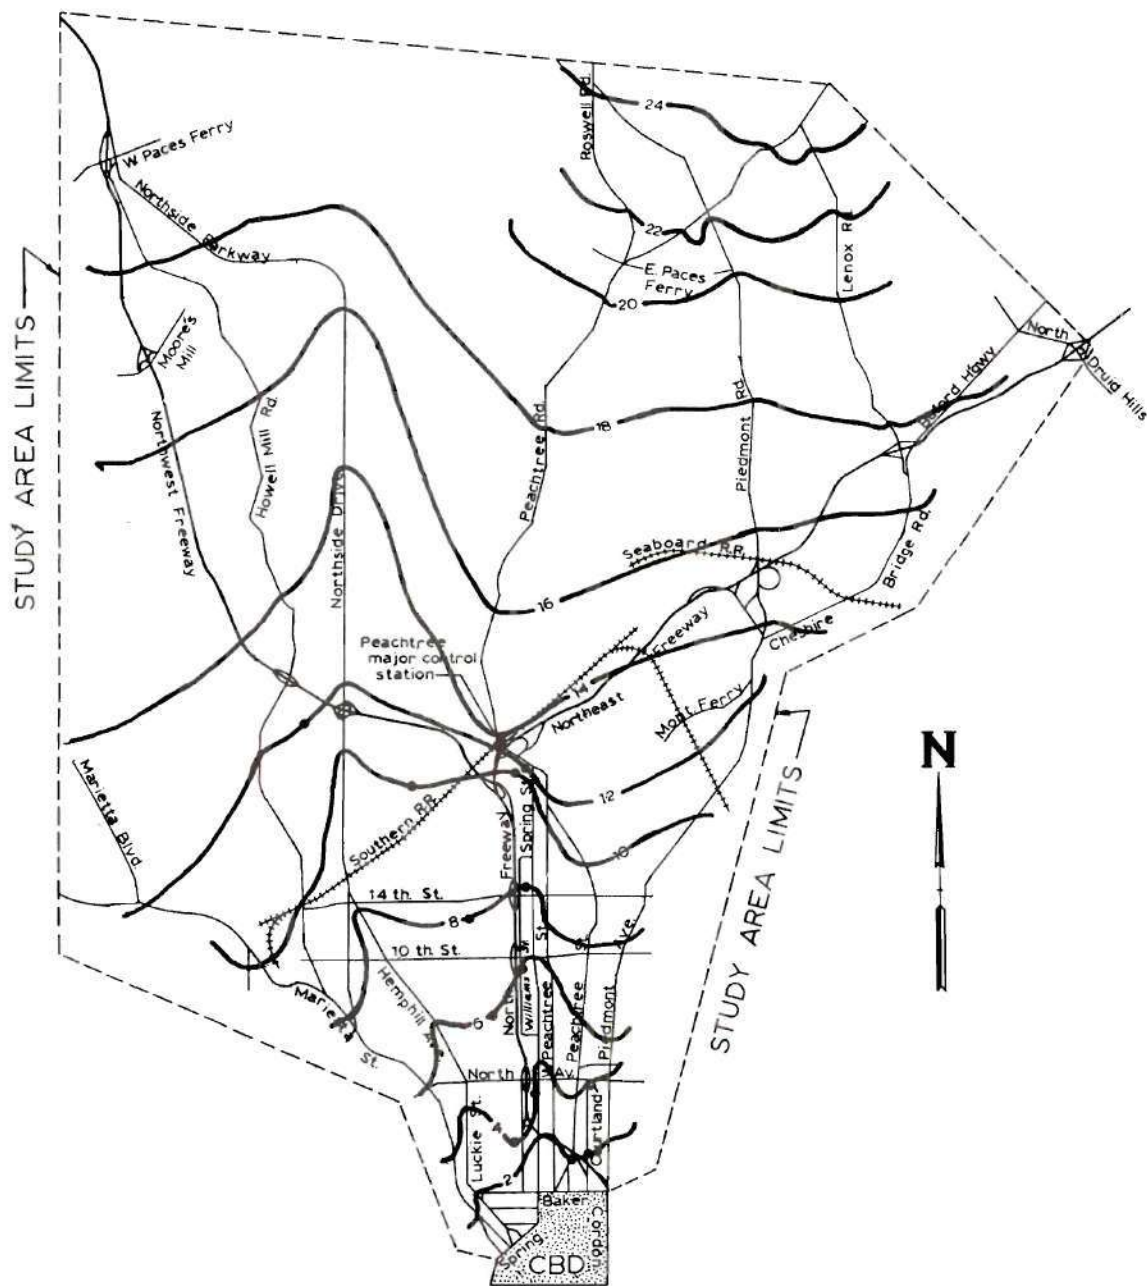 24
Roswell Rd.
W. Paces Ferry
Northside Parkway
22
Lenox Rd.
E. Paces
Ferry
20
STUDY AREA LIMITS
Moore's
Mill
North Druid Hills
Buford Hgwy
Howell Mill Rd.
Northwest Freeway
Northside Drive
Peachtree Rd.
18
Piedmont Rd.
Seaboard R.R.
16
Bridge Rd.
Cheshire
Peachtree
major control
station
Freeway
14
Northeast
Mont. Ferry
N
Marietta Blvd.
12
Southern R.R.
Freeway
Spring St.
10
STUDY AREA LIMITS
14 th. St.
8
10 th St.
Hemphill Ave.
North
Williams St.
W. Peachtree St.
Peachtree St.
Piedmont Ave.
6
Marietta St.
North Av.
Luckie St.
4
Courtland
2
Baker
Spring
Cordon
CBD